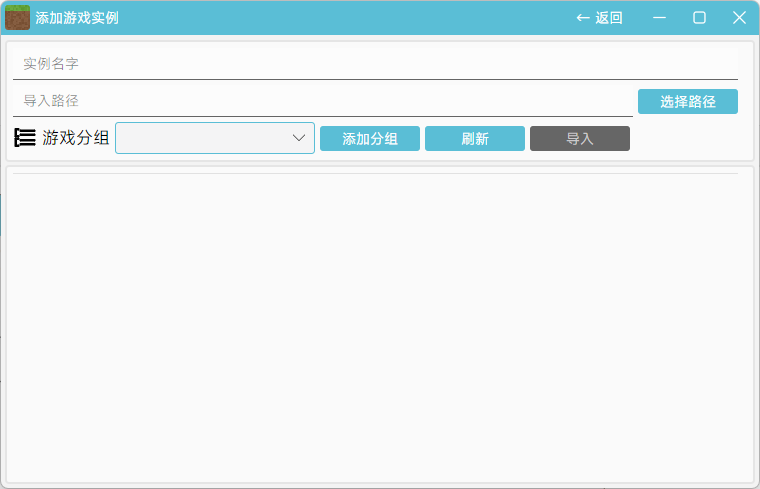 添加游戏实例
← 返回
实例名字
导入路径
选择路径
游戏分组
添加分组
刷新
导入